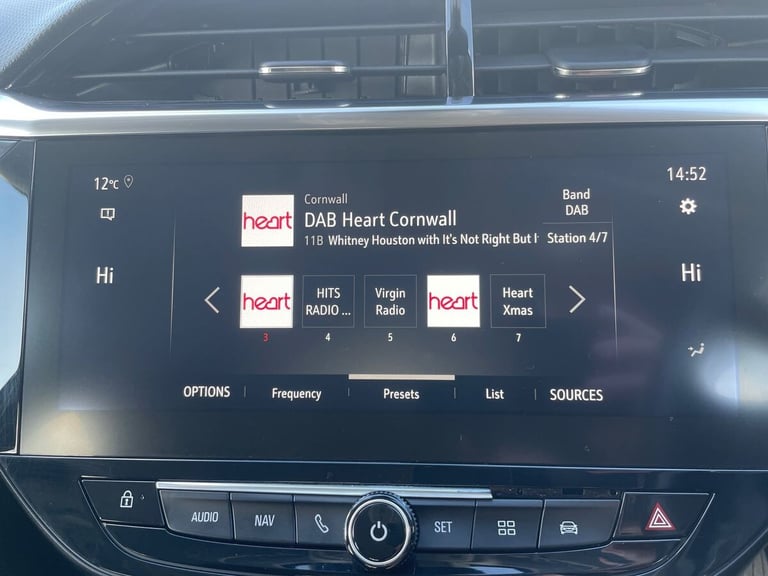 12°C
14:52
heart
Cornwall
DAB Heart Cornwall
11B Whitney Houston with It's Not Right But I
Band
DAB
Station 4/7
Hi
Hi
heart
HITS
RADIO ...
Virgin
Radio
heart
Heart
Xmas
3
4
5
6
7
OPTIONS
Frequency
Presets
List
SOURCES
AUDIO
NAV
SET